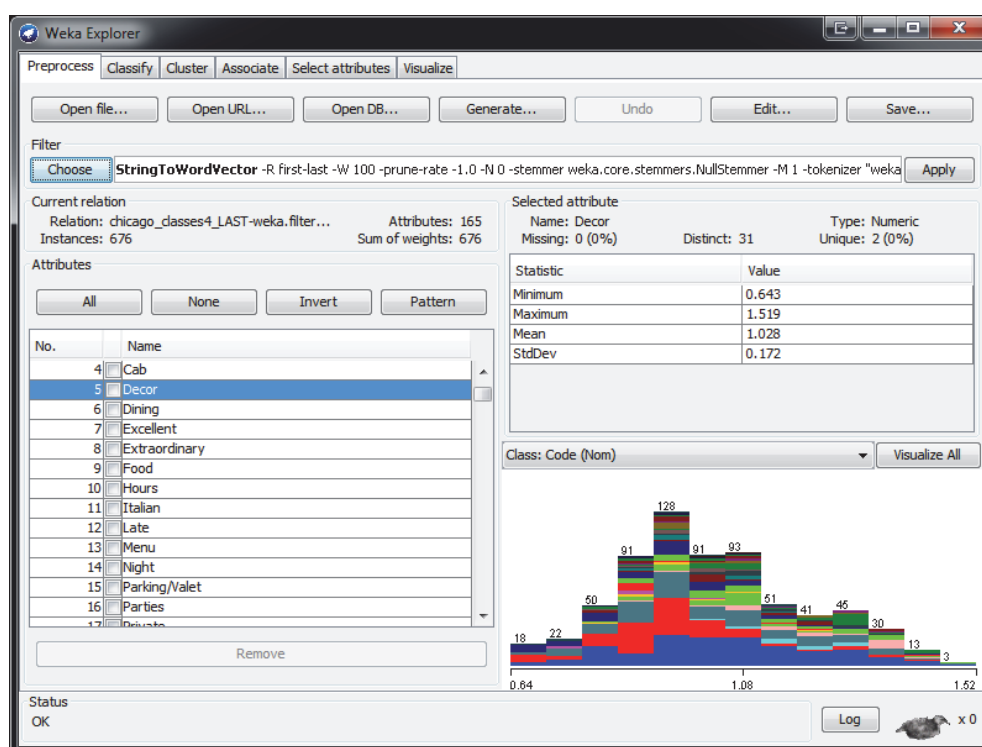 Weka Explorer
Preprocess Classify Cluster Associate Select attributes Visualize
Open file... Open URL... Open DB... Generate... Undo Edit... Save...
Filter
Choose StringToWordVector -R first-last -W 100 -prune-rate -1.0 -N 0 -stemmer weka.core.stemmers.NullStemmer -M 1 -tokenizer "weka Apply
Current relation
Relation: chicago_classes4_LAST-weka.filter... Attributes: 165
Instances: 676 Sum of weights: 676
Attributes
All None Invert Pattern
No. Name
4 Cab
5 Decor
6 Dining
7 Excellent
8 Extraordinary
9 Food
10 Hours
11 Italian
12 Late
13 Menu
14 Night
15 Parking/Valet
16 Parties
17 Private
Remove
Selected attribute
Name: Decor Type: Numeric
Missing: 0 (0%) Distinct: 31 Unique: 2 (0%)
Statistic Value
Minimum 0.643
Maximum 1.519
Mean 1.028
StdDev 0.172
Class: Code (Nom) Visualize All
18 22 50 91 128 91 93 51 41 45 30 13 3
0.64 1.08 1.52
Status
OK
Log x 0